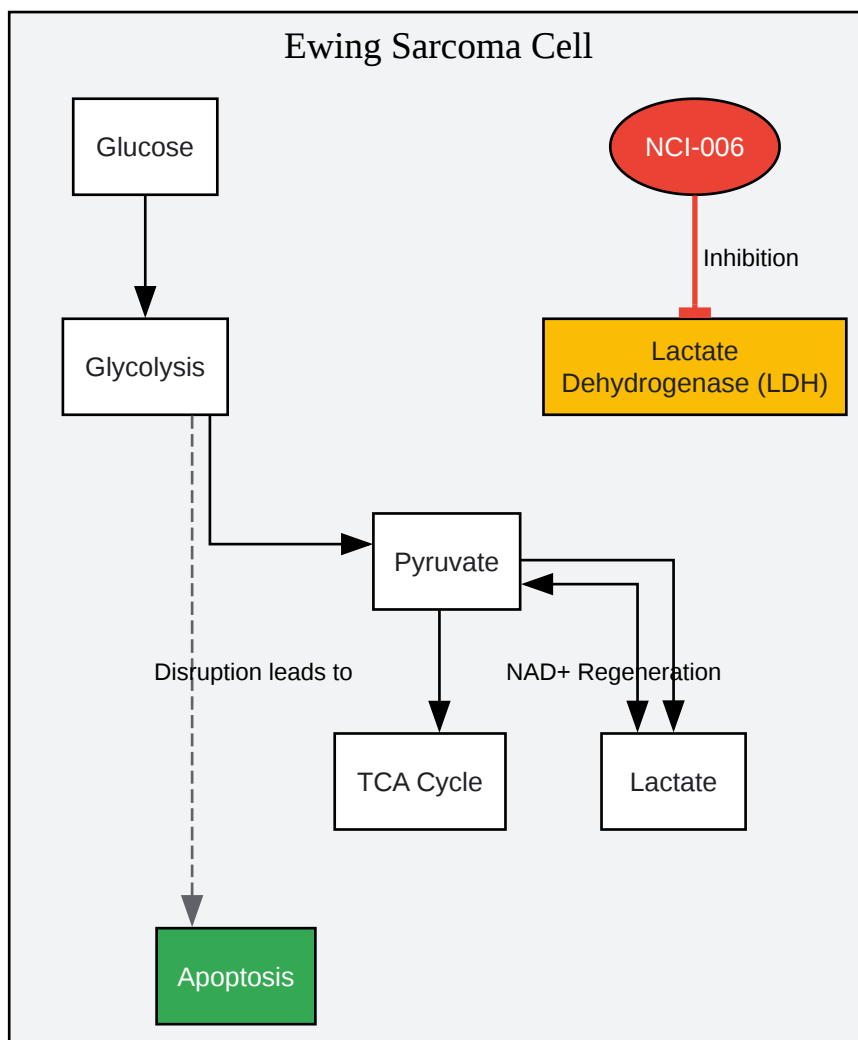 Ewing Sarcoma Cell
Glucose
NCI-006
Inhibition
Glycolysis
Lactate
Dehydrogenase (LDH)
Pyruvate
Disruption leads to
NAD+ Regeneration
TCA Cycle
Lactate
Apoptosis